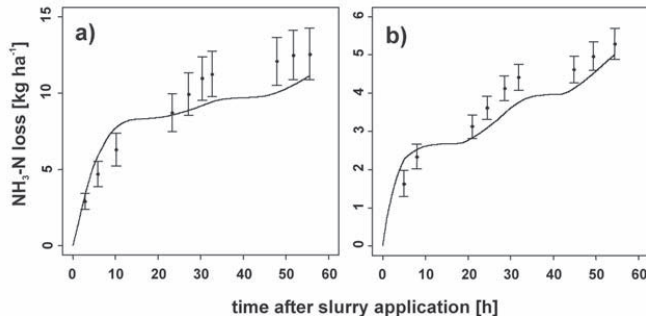 a)
NH₃-N loss [kg ha⁻¹]
0 5 10 15
0 10 20 30 40 50 60
b)
0 1 2 3 4 5 6
0 10 20 30 40 50 60
time after slurry application [h]